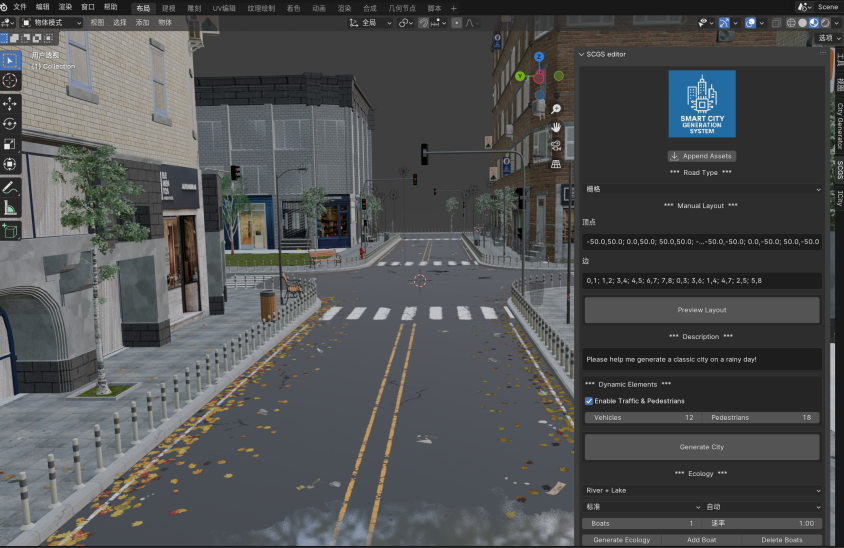 文件 编辑 渲染 窗口 帮助 布局 建模 雕刻 UV编辑 纹理绘制 着色 动画 渲染 合成 几何节点 脚本 + Scene
物体模式 视图 选择 添加 物体 全局
选项
用户透视
(1) Collection
Z
Y
SCGS editor
SMART CITY
GENERATION
SYSTEM
Append Assets
*** Road Type ***
栅格
*** Manual Layout ***
顶点
-50.0,50.0; 0.0,50.0; 50.0,50.0; -...-50.0,-50.0; 0.0,-50.0; 50.0,-50.0
边
0,1; 1,2; 3,4; 4,5; 6,7; 7,8; 0,3; 3,6; 1,4; 4,7; 2,5; 5,8
Preview Layout
*** Description ***
Please help me generate a classic city on a rainy day!
*** Dynamic Elements ***
Enable Traffic & Pedestrians
Vehicles 12 Pedestrians 18
Generate City
*** Ecology ***
River + Lake
标准 自动
Boats 1 速率 1.00
Generate Ecology Add Boat Delete Boats
工具
视图
City Generator
SCGS
ICity